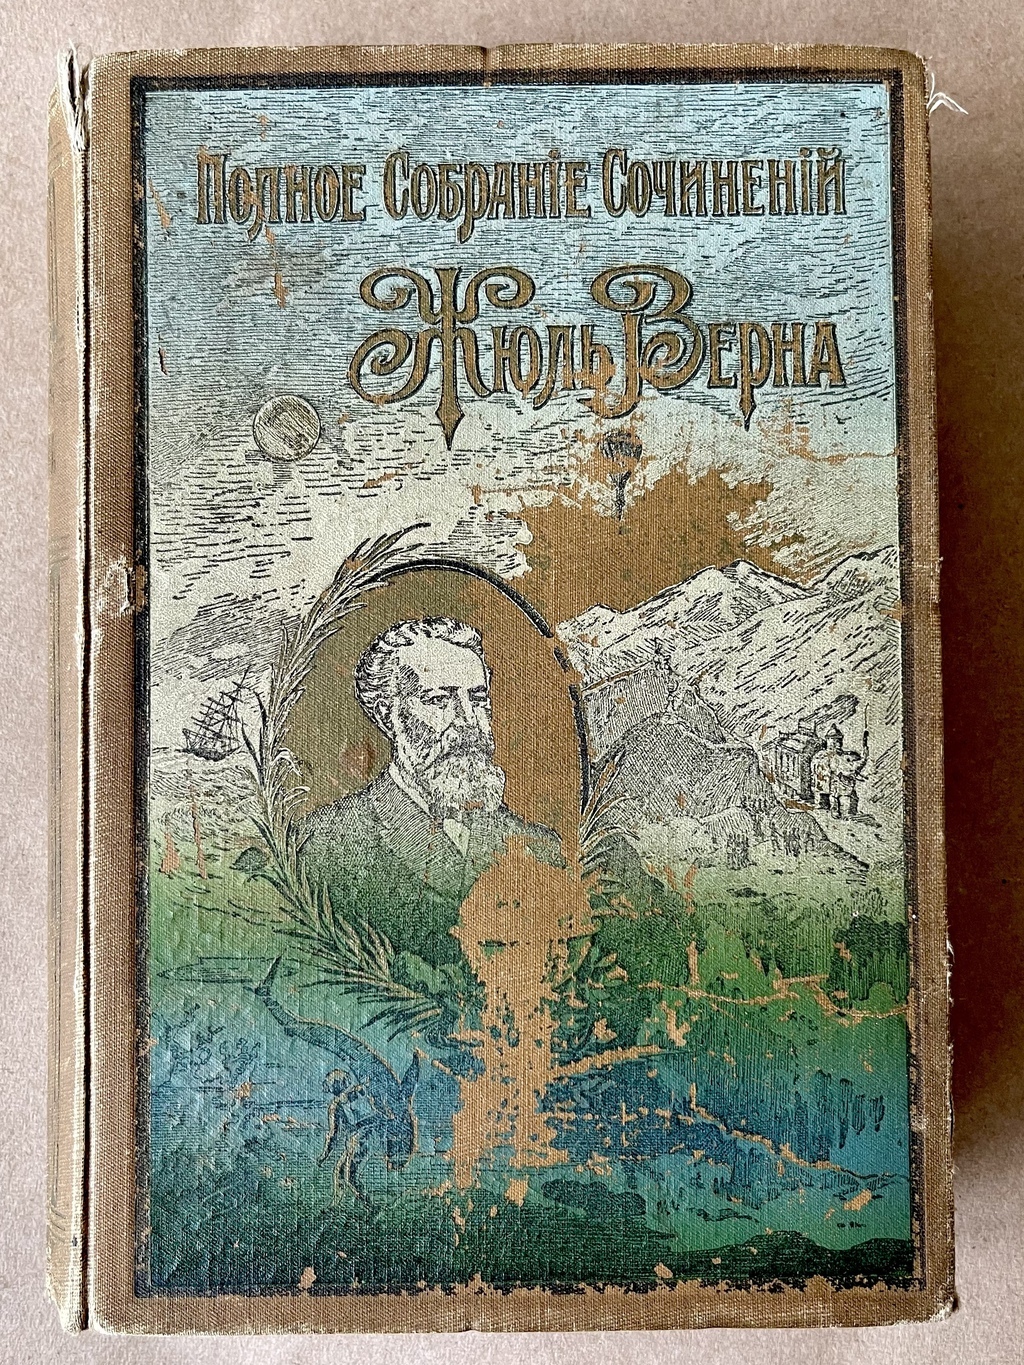 Полное Собраніе Сочиненій
Жюль Верна